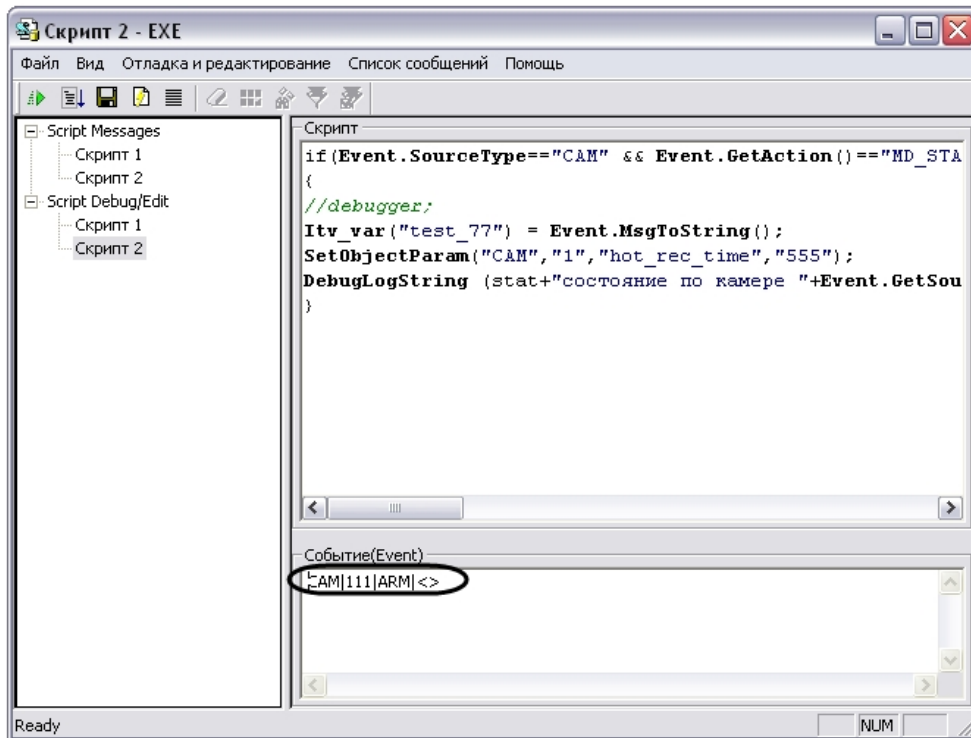 Скрипт 2 - EXE
Файл Вид Отладка и редактирование Список сообщений Помощь
Script Messages
Скрипт 1
Скрипт 2
Script Debug/Edit
Скрипт 1
Скрипт 2
Скрипт
if(Event.SourceType=="CAM" && Event.GetAction()=="MD_STA
{
//debugger;
Itv_var("test_77") = Event.MsgToString();
SetObjectParam("CAM","1","hot_rec_time","555");
DebugLogString (stat+"состояние по камере "+Event.GetSou
}
Событие(Event)
CAM|111|ARM|<>
Ready
NUM